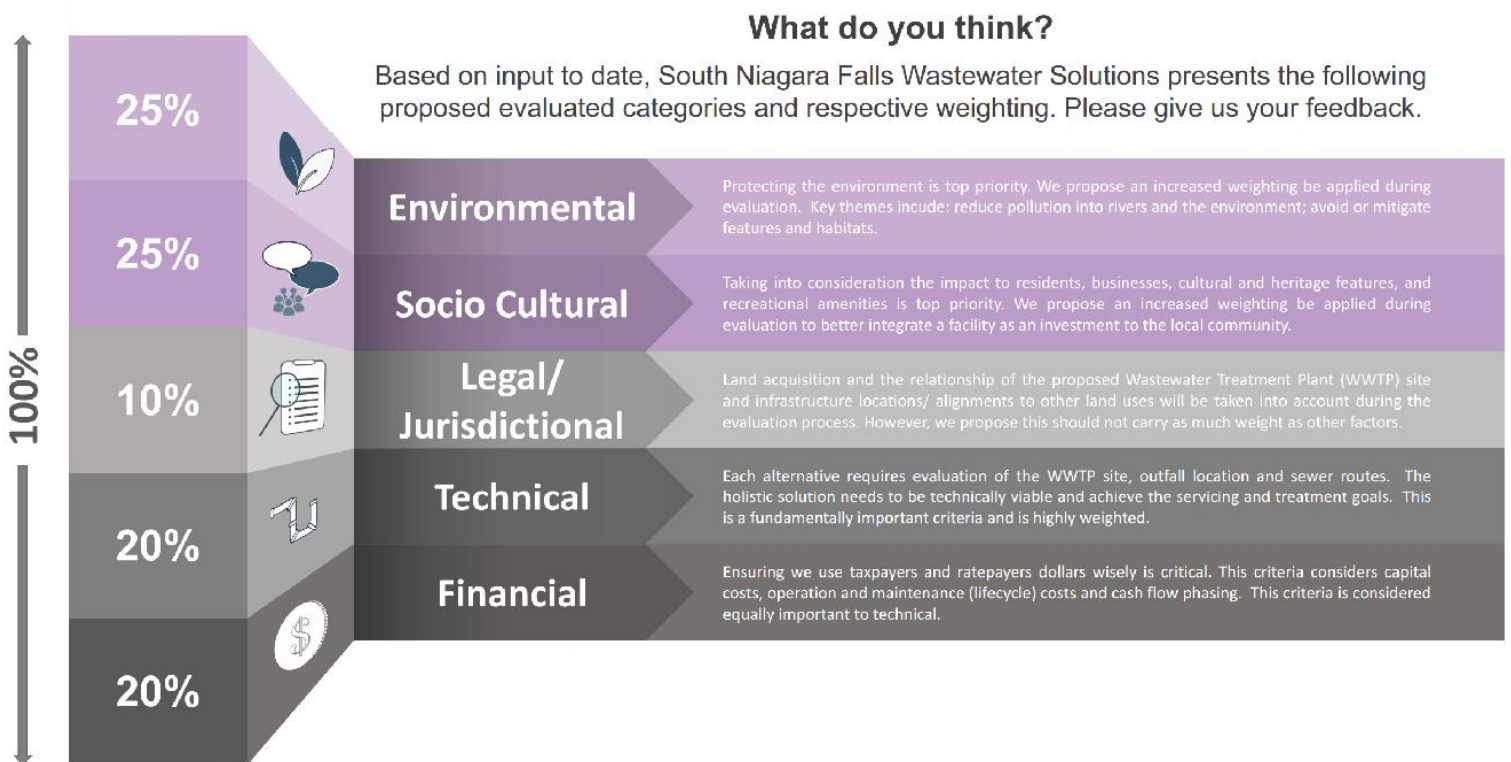 What do you think?
Based on input to date, South Niagara Falls Wastewater Solutions presents the following
proposed evaluated categories and respective weighting. Please give us your feedback.
100%
25%
Environmental
Protecting the environment is top priority. We propose an increased weighting be applied during
evaluation. Key themes incude: reduce pollution into rivers and the environment; avoid or mitigate
features and habitats.
25%
Socio Cultural
Taking into consideration the impact to residents, businesses, cultural and heritage features, and
recreational amenities is top priority. We propose an increased weighting be applied during
evaluation to better integrate a facility as an investment to the local community.
10%
Legal/
Jurisdictional
Land acquisition and the relationship of the proposed Wastewater Treatment Plant (WWTP) site
and infrastructure locations/ alignments to other land uses will be taken into account during the
evaluation process. However, we propose this should not carry as much weight as other factors.
20%
Technical
Each alternative requires evaluation of the WWTP site, outfall location and sewer routes. The
holistic solution needs to be technically viable and achieve the servicing and treatment goals. This
is a fundamentally important criteria and is highly weighted.
20%
Financial
Ensuring we use taxpayers and ratepayers dollars wisely is critical. This criteria considers capital
costs, operation and maintenance (lifecycle) costs and cash flow phasing. This criteria is considered
equally important to technical.
$